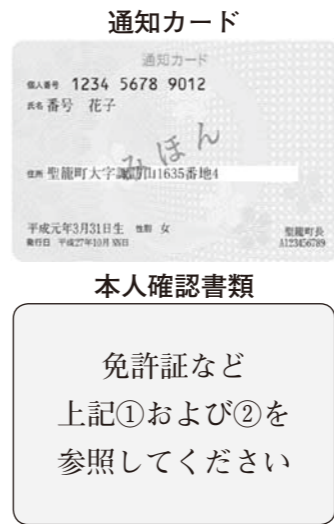 通知カード
通知カード
個人番号 1234 5678 9012
氏名 番号 花子
みほん
住所 聖籠町大字諏訪山1635番地4
平成元年3月31日生 性別 女
発行日 平成27年10月NN日
聖籠町長
A123456789
本人確認書類
免許証など
上記①および②を
参照してください